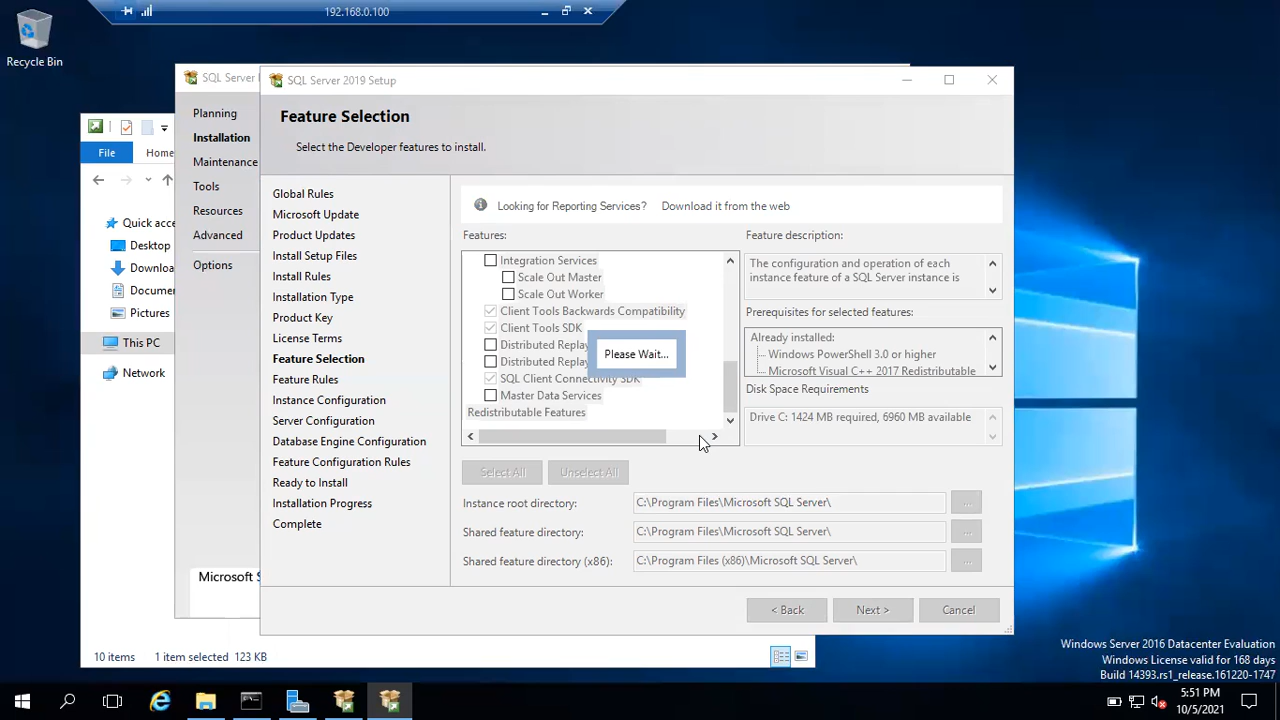 192.168.0.100
Recycle Bin
SQL Server
SQL Server 2019 Setup
Planning
Installation
Maintenance
Tools
Resources
Advanced
Options
Microsoft S
File
Home
Quick acce
Desktop
Downloa
Documen
Pictures
This PC
Network
10 items
1 item selected 123 KB
Feature Selection
Select the Developer features to install.
Global Rules
Microsoft Update
Product Updates
Install Setup Files
Install Rules
Installation Type
Product Key
License Terms
Feature Selection
Feature Rules
Instance Configuration
Server Configuration
Database Engine Configuration
Feature Configuration Rules
Ready to Install
Installation Progress
Complete
Looking for Reporting Services? Download it from the web
Features:
Integration Services
Scale Out Master
Scale Out Worker
Client Tools Backwards Compatibility
Client Tools SDK
Distributed Replay
Distributed Replay
SQL Client Connectivity SDK
Master Data Services
Redistributable Features
Please Wait...
Feature description:
The configuration and operation of each
instance feature of a SQL Server instance is
Prerequisites for selected features:
Already installed:
Windows PowerShell 3.0 or higher
Microsoft Visual C++ 2017 Redistributable
Disk Space Requirements
Drive C: 1424 MB required, 6960 MB available
Select All
Unselect All
Instance root directory:
C:\Program Files\Microsoft SQL Server\
...
Shared feature directory:
C:\Program Files\Microsoft SQL Server\
...
Shared feature directory (x86):
C:\Program Files (x86)\Microsoft SQL Server\
...
< Back
Next >
Cancel
Windows Server 2016 Datacenter Evaluation
Windows License valid for 168 days
Build 14393.rs1_release.161220-1747
5:51 PM
10/5/2021